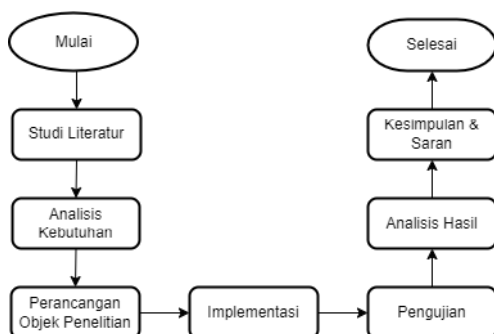 Mulai
Studi Literatur
Analisis
Kebutuhan
Perancangan
Objek Penelitian
Implementasi
Pengujian
Analisis Hasil
Kesimpulan &
Saran
Selesai